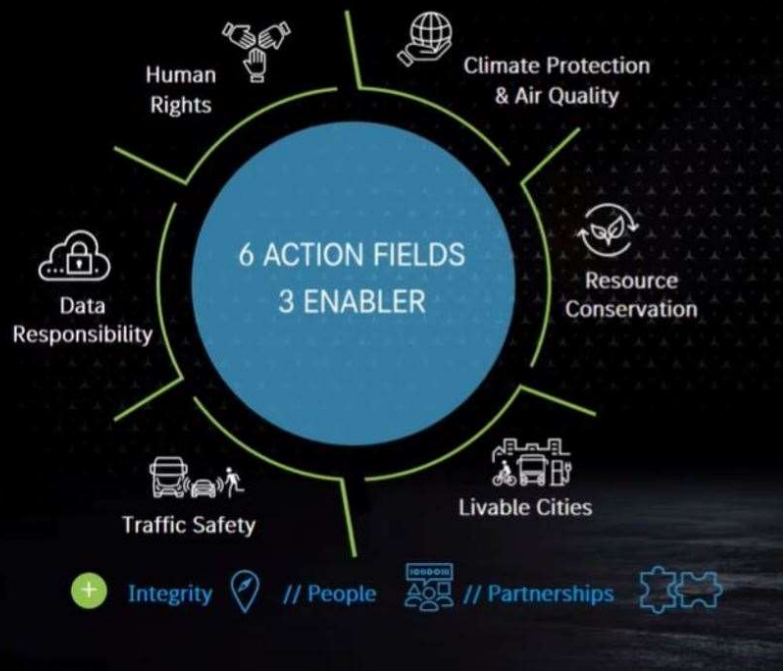 Human
Rights
Climate Protection
& Air Quality
6 ACTION FIELDS
3 ENABLER
Resource
Conservation
Data
Responsibility
Livable Cities
Traffic Safety
+ Integrity // People // Partnerships